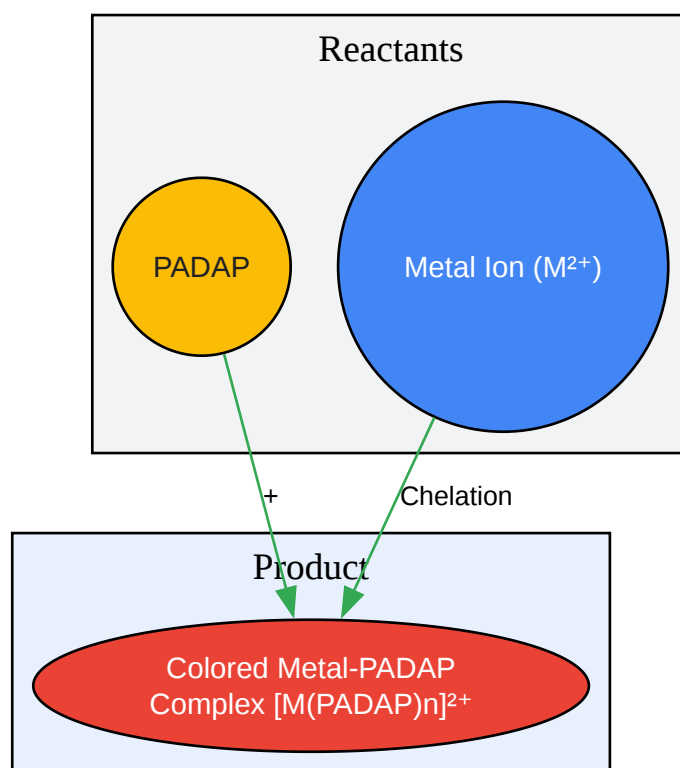 Reactants
PADAP
Metal Ion (M²⁺)
+
Chelation
Product
Colored Metal-PADAP
Complex [M(PADAP)n]²⁺